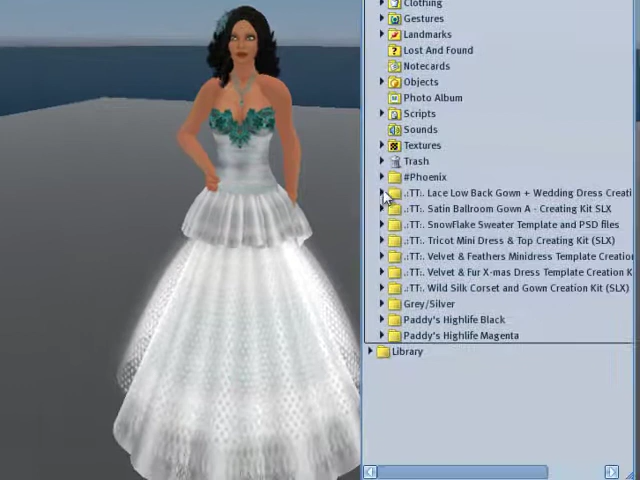 Clothing
Gestures
Landmarks
Lost And Found
Notecards
Objects
Photo Album
Scripts
Sounds
Textures
Trash
#Phoenix
.:TT:. Lace Low Back Gown + Wedding Dress Creati
.:TT:. Satin Ballroom Gown A - Creating Kit SLX
.:TT:. SnowFlake Sweater Template and PSD files
.:TT:. Tricot Mini Dress & Top Creating Kit (SLX)
.:TT:. Velvet & Feathers Minidress Template Creation
.:TT:. Velvet & Fur X-mas Dress Template Creation K
.:TT:. Wild Silk Corset and Gown Creation Kit (SLX)
Grey/Silver
Paddy's Highlife Black
Paddy's Highlife Magenta
Library